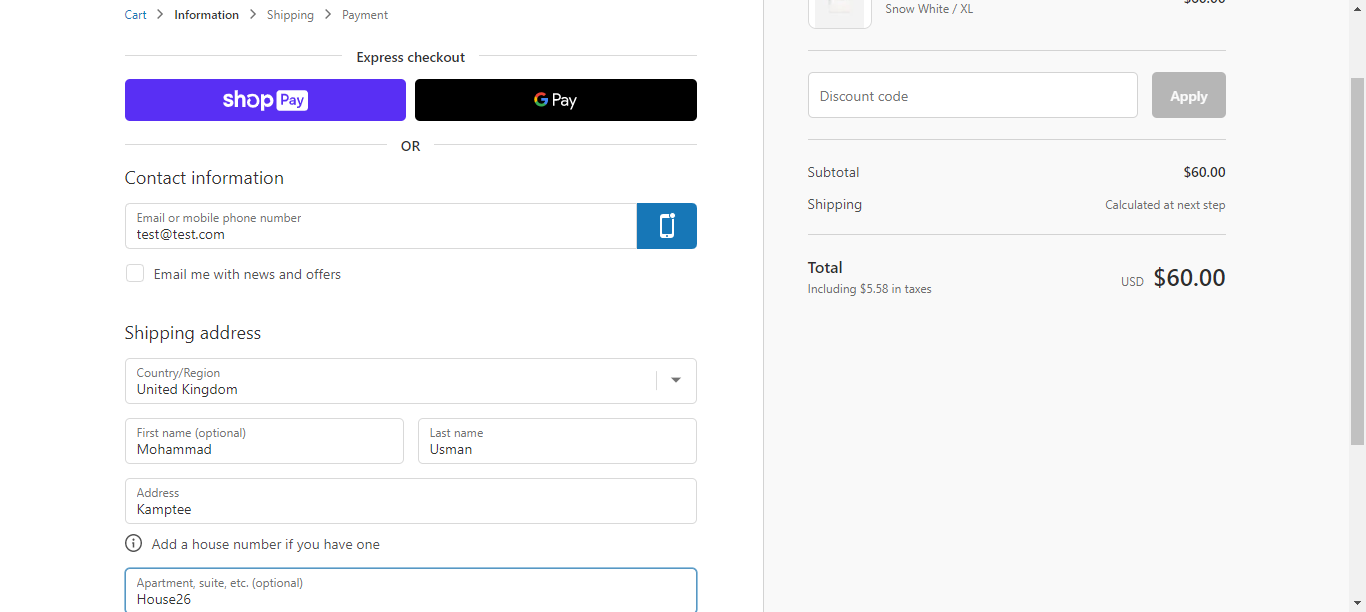 Cart > Information > Shipping > Payment
Express checkout
shop Pay
G Pay
OR
Contact information
Email or mobile phone number
test@test.com
Email me with news and offers
Shipping address
Country/Region
United Kingdom
First name (optional)
Mohammad
Last name
Usman
Address
Kamptee
Add a house number if you have one
Apartment, suite, etc. (optional)
House26
Snow White / XL
Discount code
Apply
Subtotal $60.00
Shipping Calculated at next step
Total
Including $5.58 in taxes
USD $60.00